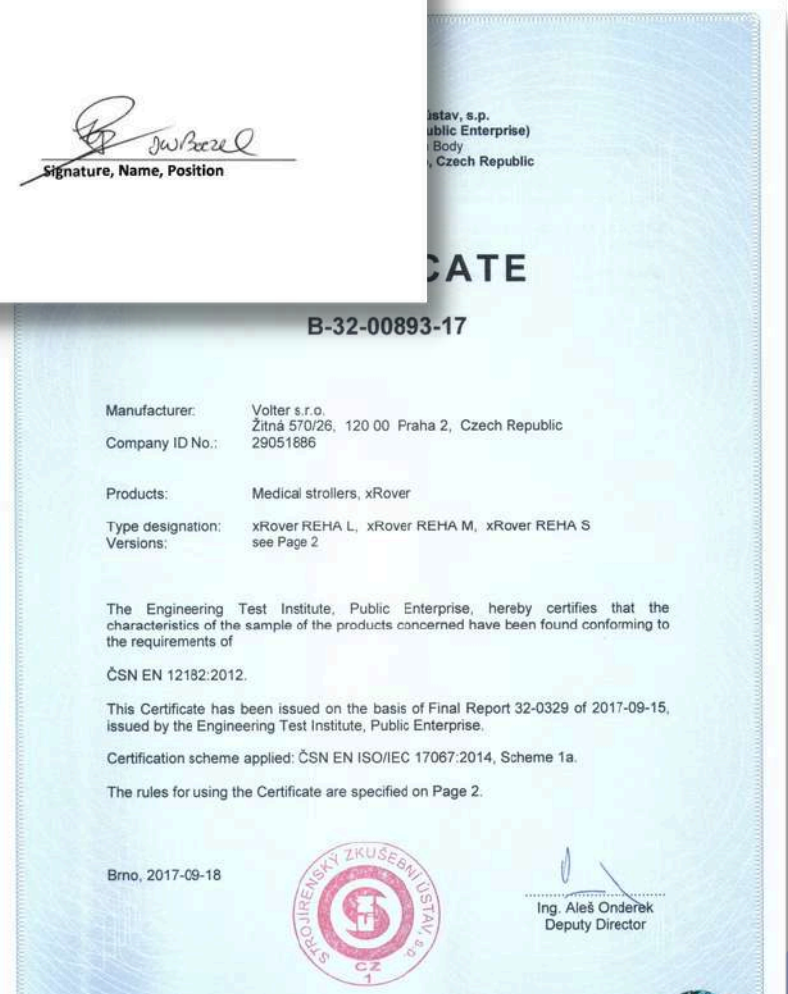 Signature, Name, Position
ústav, s.p.
ublic Enterprise)
Body
, Czech Republic
CATE
B-32-00893-17
Manufacturer: Volter s.r.o.
Žitná 570/26, 120 00 Praha 2, Czech Republic
Company ID No.: 29051886
Products: Medical strollers, xRover
Type designation: xRover REHA L, xRover REHA M, xRover REHA S
Versions: see Page 2
The Engineering Test Institute, Public Enterprise, hereby certifies that the
characteristics of the sample of the products concerned have been found conforming to
the requirements of
ČSN EN 12182:2012.
This Certificate has been issued on the basis of Final Report 32-0329 of 2017-09-15,
issued by the Engineering Test Institute, Public Enterprise.
Certification scheme applied: ČSN EN ISO/IEC 17067:2014, Scheme 1a.
The rules for using the Certificate are specified on Page 2.
Brno, 2017-09-18
STROJÍRENSKÝ ZKUŠEBNÍ ÚSTAV, s.p.
CZ
1
Ing. Aleš Onderek
Deputy Director